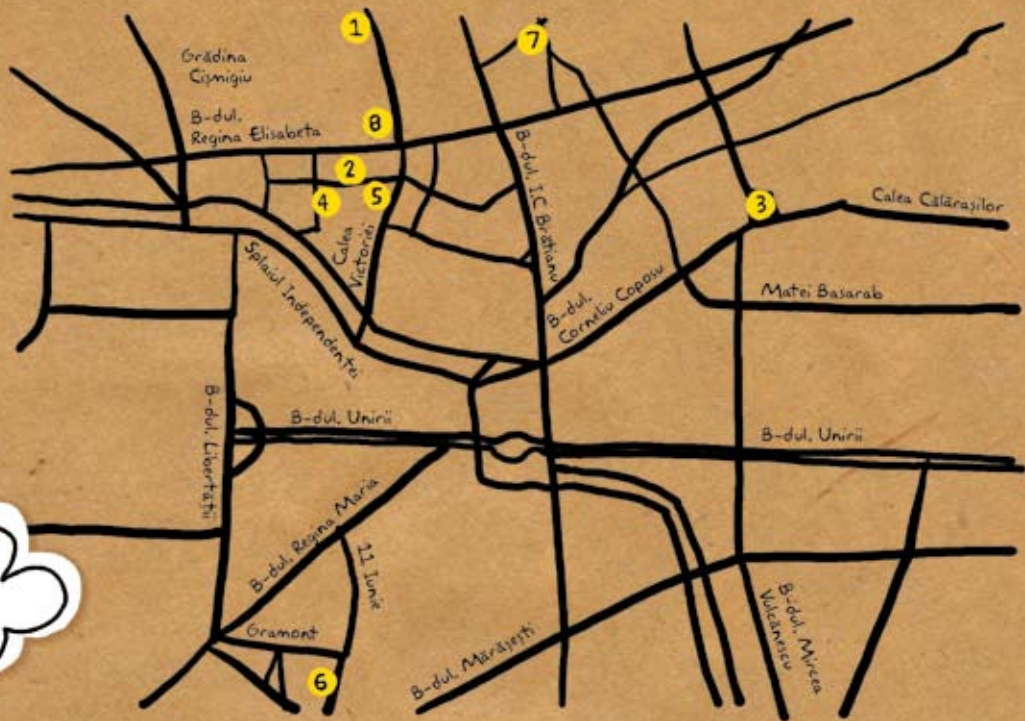 1
7
Grădina
Cişmigiu
B-dul.
Regina Elisabeta
8
2
4
5
3
B-dul. I.C. Brătianu
Calea Călăraşilor
Calea
Victoriei
Splaiul Independenţei
B-dul.
Corneliu Coposu
Matei Basarab
B-dul. Libertăţii
B-dul. Unirii
B-dul. Unirii
B-dul. Regina Maria
11 Iunie
Gramont
6
B-dul. Mărăşeşti
B-dul. Mircea
Vulcănescu